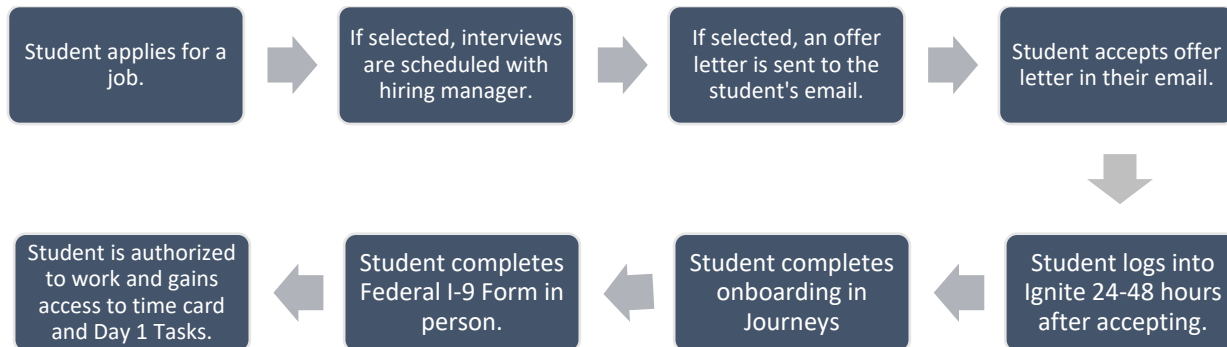 Student applies for a
job.
If selected, interviews
are scheduled with
hiring manager.
If selected, an offer
letter is sent to the
student's email.
Student accepts offer
letter in their email.
Student logs into
Ignite 24-48 hours
after accepting.
Student completes
onboarding in
Journeys
Student completes
Federal I-9 Form in
person.
Student is authorized
to work and gains
access to time card
and Day 1 Tasks.